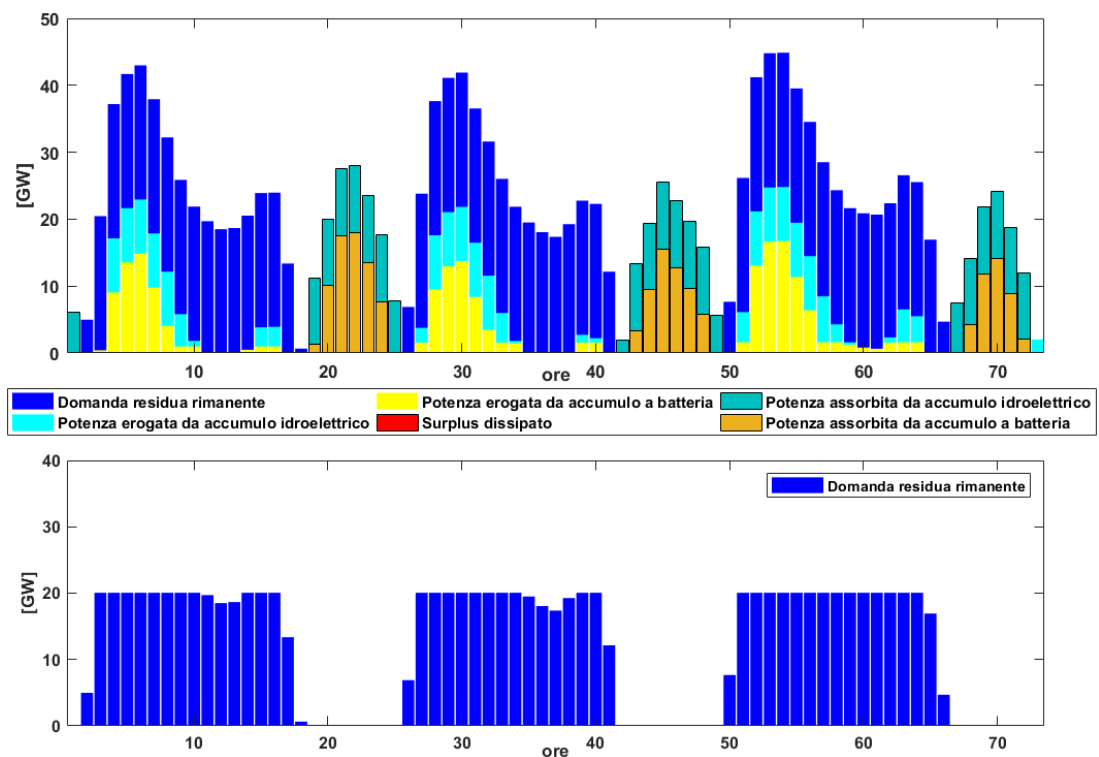 50
40
30
20
10
0
[GW]
10 20 30 40 50 60 70
ore
Domanda residua rimanente Potenza erogata da accumulo a batteria Potenza assorbita da accumulo idroelettrico
Potenza erogata da accumulo idroelettrico Surplus dissipato Potenza assorbita da accumulo a batteria
40
30
20
10
0
[GW]
Domanda residua rimanente
10 20 30 40 50 60 70
ore